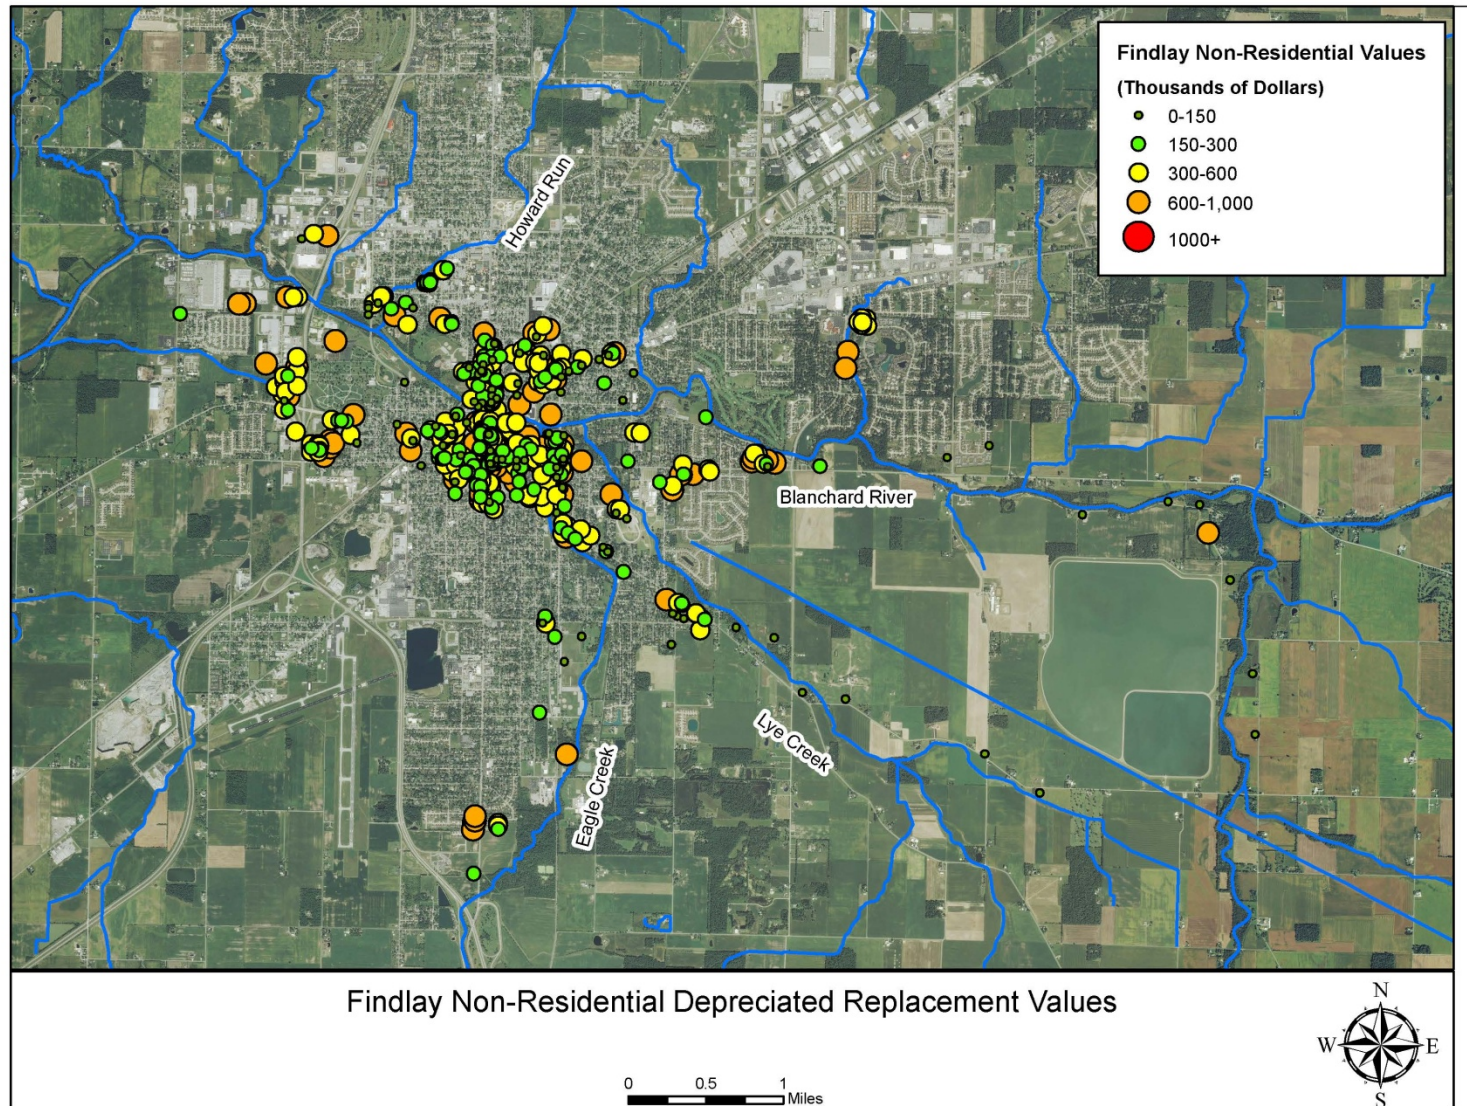 Findlay Non-Residential Values
(Thousands of Dollars)
0-150
150-300
300-600
600-1,000
1000+
Howard Run
Blanchard River
Lye Creek
Eagle Creek
Findlay Non-Residential Depreciated Replacement Values
N
W E
S
0 0.5 1
Miles